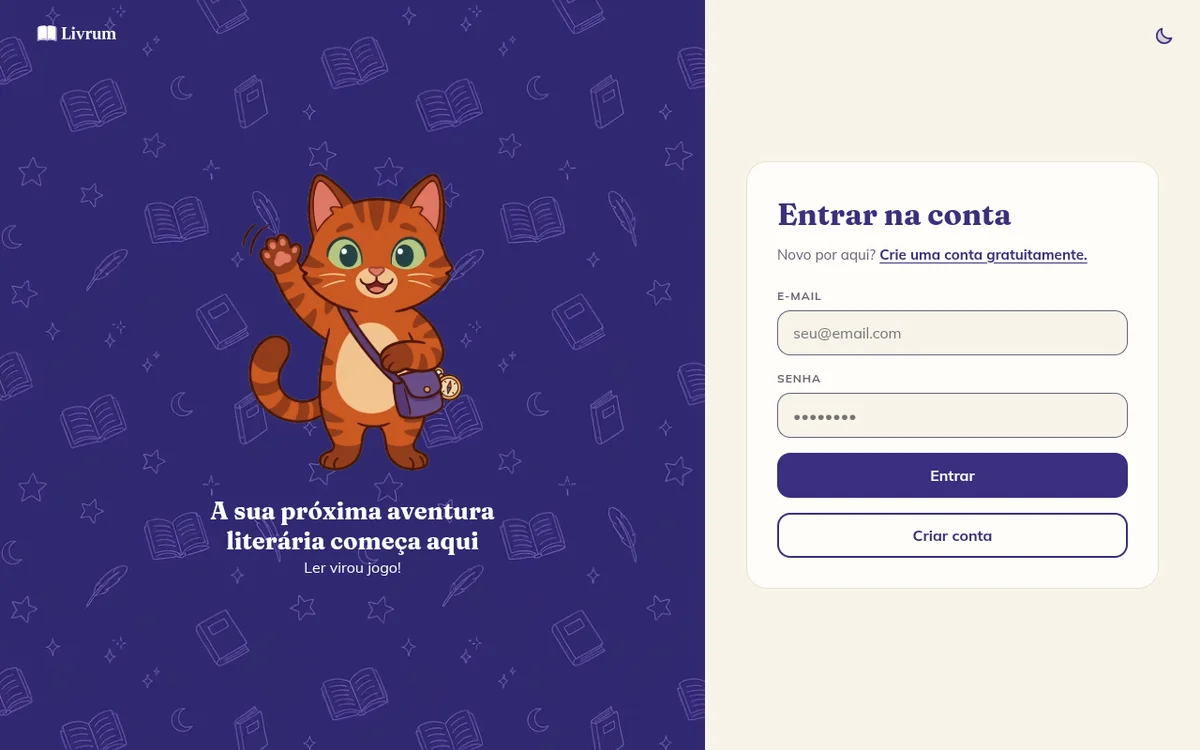 Livrum
A sua próxima aventura
literária começa aqui
Ler virou jogo!
Entrar na conta
Novo por aqui? Crie uma conta gratuitamente.
E-MAIL
seu@email.com
SENHA
••••••••
Entrar
Criar conta